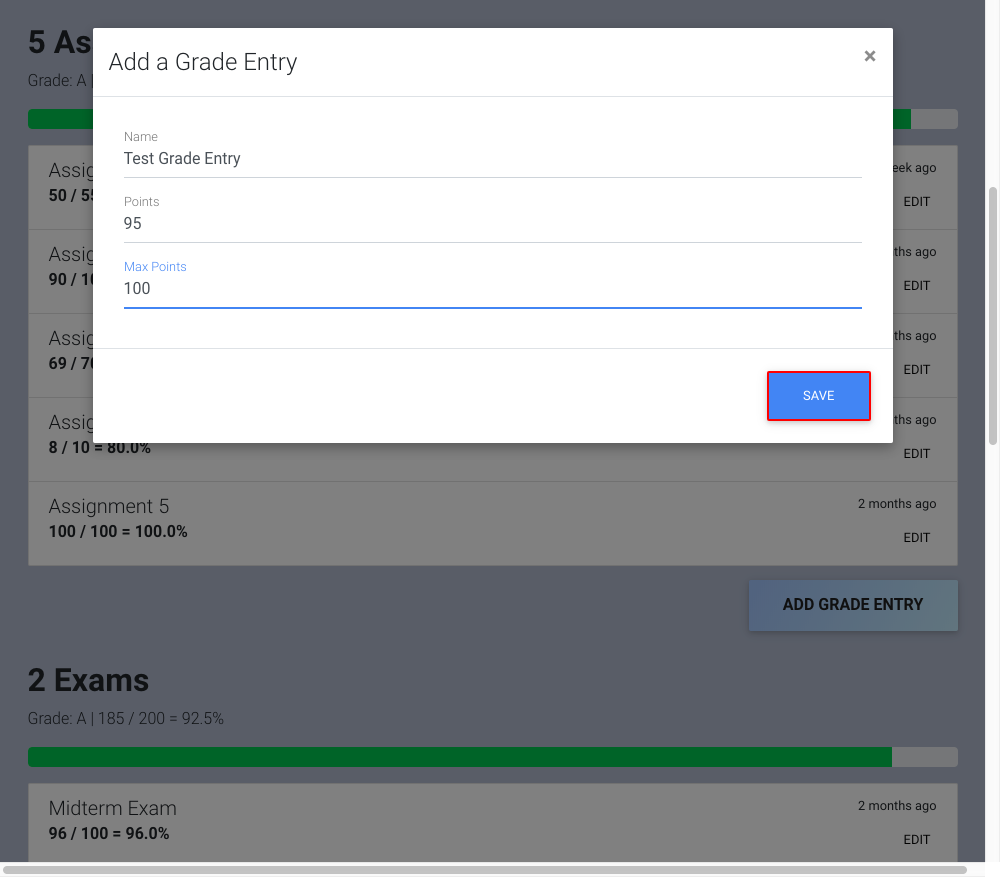 5 As
Add a Grade Entry
×
Grade: A |
Name
Test Grade Entry
Assig
eek ago
50 / 55
EDIT
Points
95
Assig
ths ago
90 / 10
EDIT
Max Points
100
Assig
ths ago
69 / 70
EDIT
SAVE
Assig
ths ago
8 / 10 = 80.0%
EDIT
Assignment 5
2 months ago
100 / 100 = 100.0%
EDIT
ADD GRADE ENTRY
2 Exams
Grade: A | 185 / 200 = 92.5%
Midterm Exam
2 months ago
96 / 100 = 96.0%
EDIT